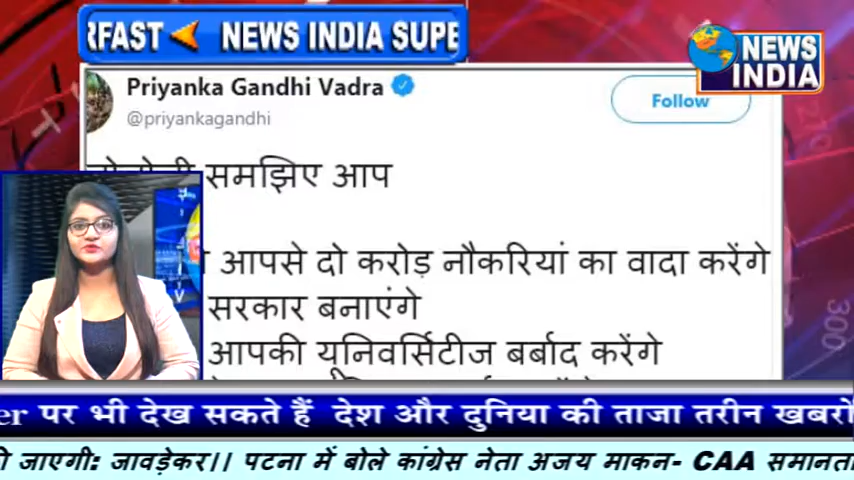 RFAST NEWS INDIA SUPE
NEWS
INDIA
Priyanka Gandhi Vadra
@priyankagandhi
Follow
समझिए आप
आपसे दो करोड़ नौकरियां का वादा करेंगे
सरकार बनाएंगे
आपकी यूनिवर्सिटीज बर्बाद करेंगे
er पर भी देख सकते हैं देश और दुनिया की ताजा तरीन खबरो
ी जाएगी: जावड़ेकर|| पटना में बोले कांग्रेस नेता अजय माकन- CAA समानता